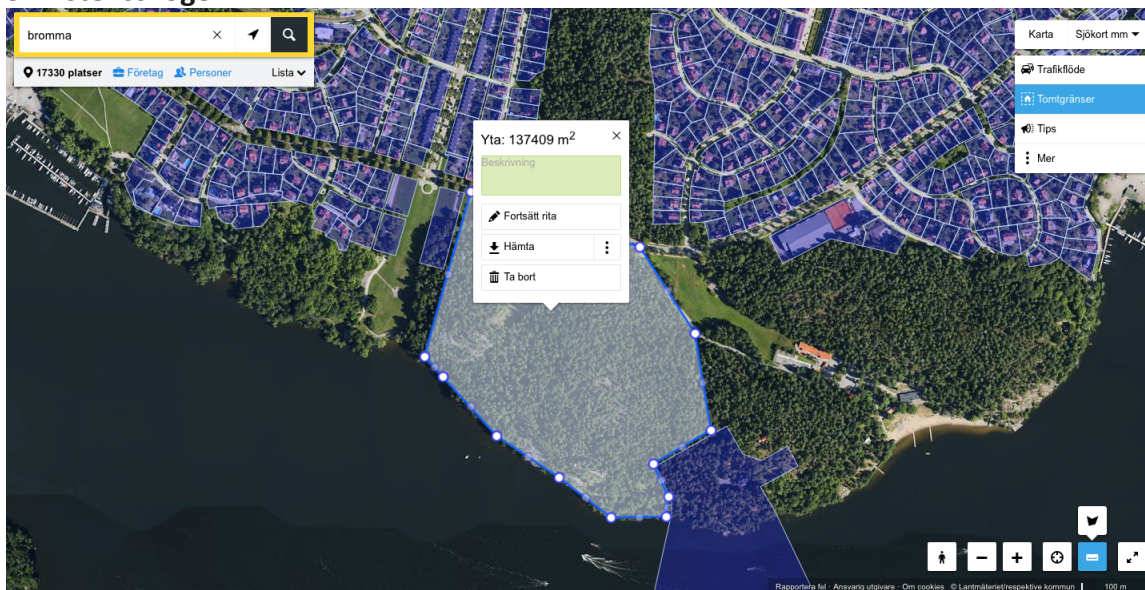 bromma
17330 platser Företag Personer Lista
Karta Sjökort mm
Trafikflöde
Tomtgränser
Tips
Mer
Yta: 137409 m²
Beskrivning
Fortsätt rita
Hämta
Ta bort
Rapportera fel · Ansvarig utgivare · Om cookies © Lantmäteriet/respektive kommun 100 m